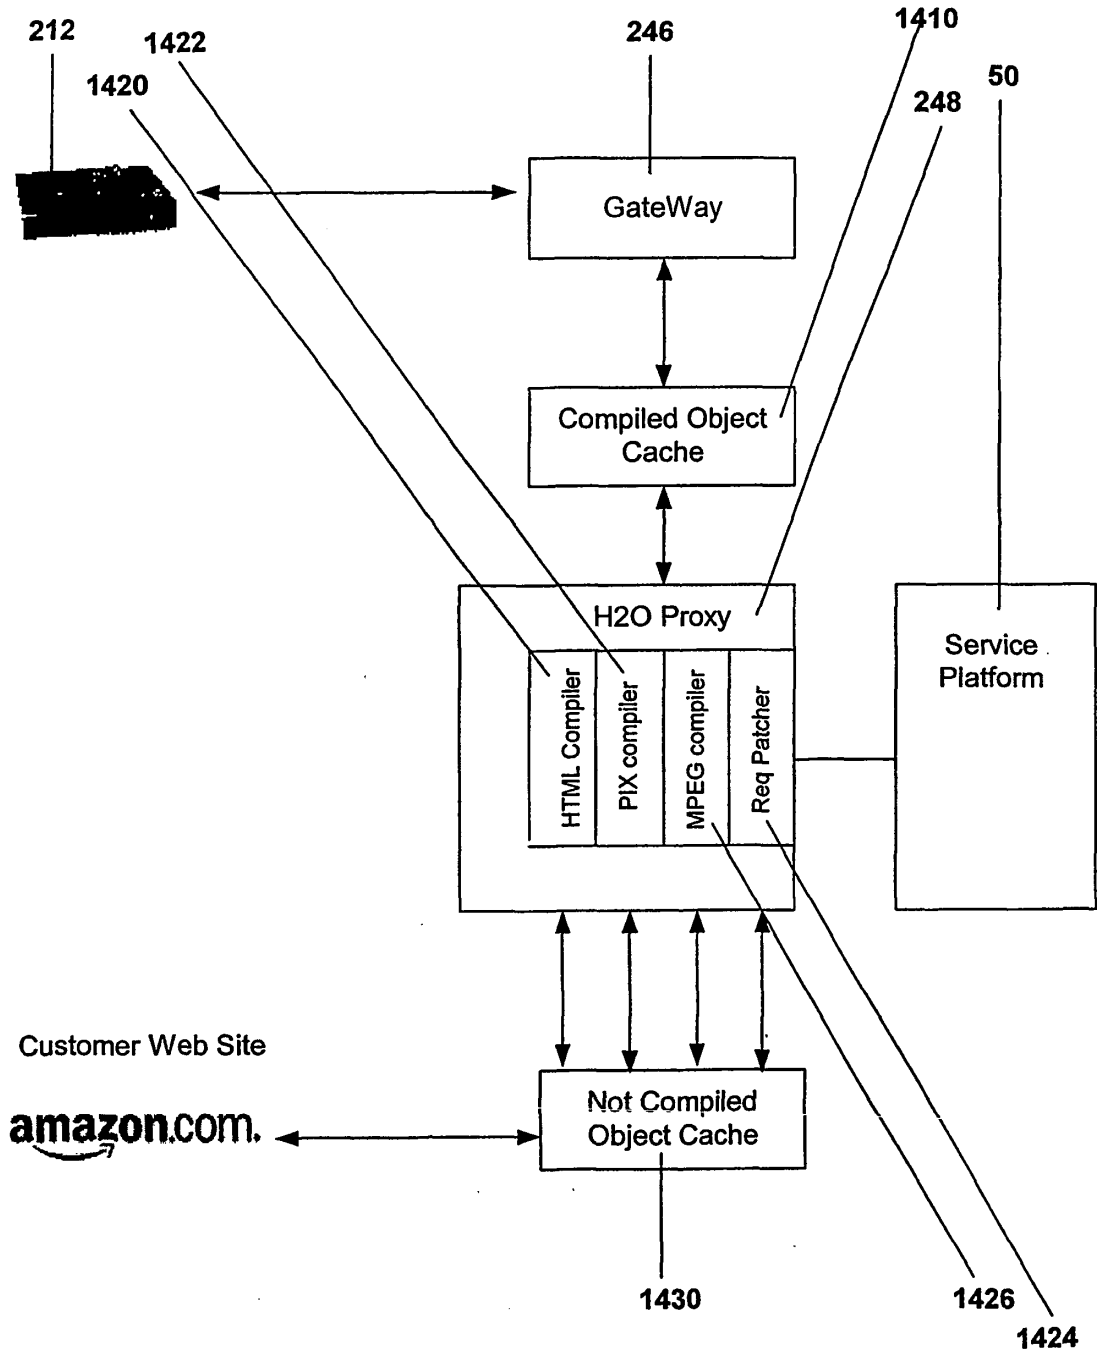 212
1422
1420
246
1410
248
50
GateWay
Compiled Object
Cache
H2O Proxy
HTML Compiler
PIX compiler
MPEG compiler
Req Patcher
Service
Platform
Customer Web Site
amazon.com.
Not Compiled
Object Cache
1430
1426
1424